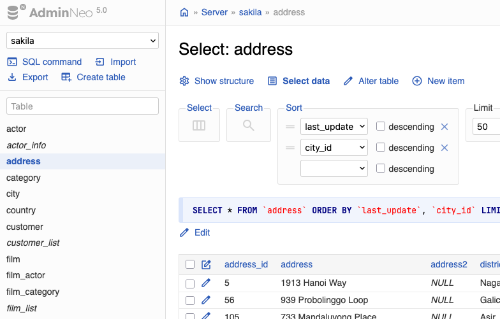 AdminNeo 5.0
sakila
SQL command
Import
Export
Create table
Table
actor
actor_info
address
category
city
country
customer
customer_list
film
film_actor
film_category
film_list
» Server » sakila » address
Select: address
Show structure
Select data
Alter table
New item
Select
Search
Sort
Limit
last_update
descending
50
city_id
descending
descending
SELECT * FROM `address` ORDER BY `last_update`, `city_id` LIMI
Edit
address_id address address2 distri
5 1913 Hanoi Way NULL Naga
56 939 Probolinggo Loop NULL Galic
105 733 Mandaluyong Place NULL Asir